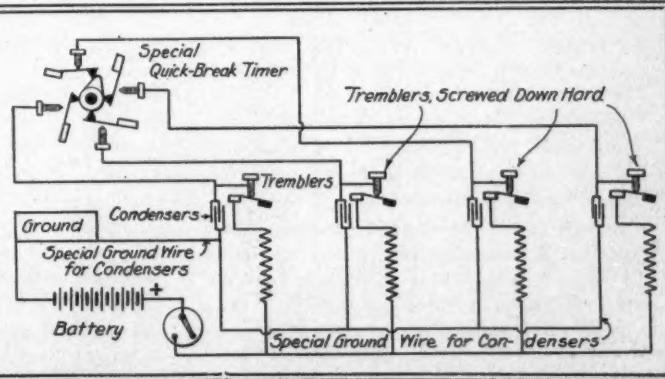 Special
Quick-Break Timer
Tremblers, Screwed Down Hard
Tremblers
Condensers
Ground
Special Ground Wire
for Condensers
+
Battery
Special Ground Wire for Con-densers